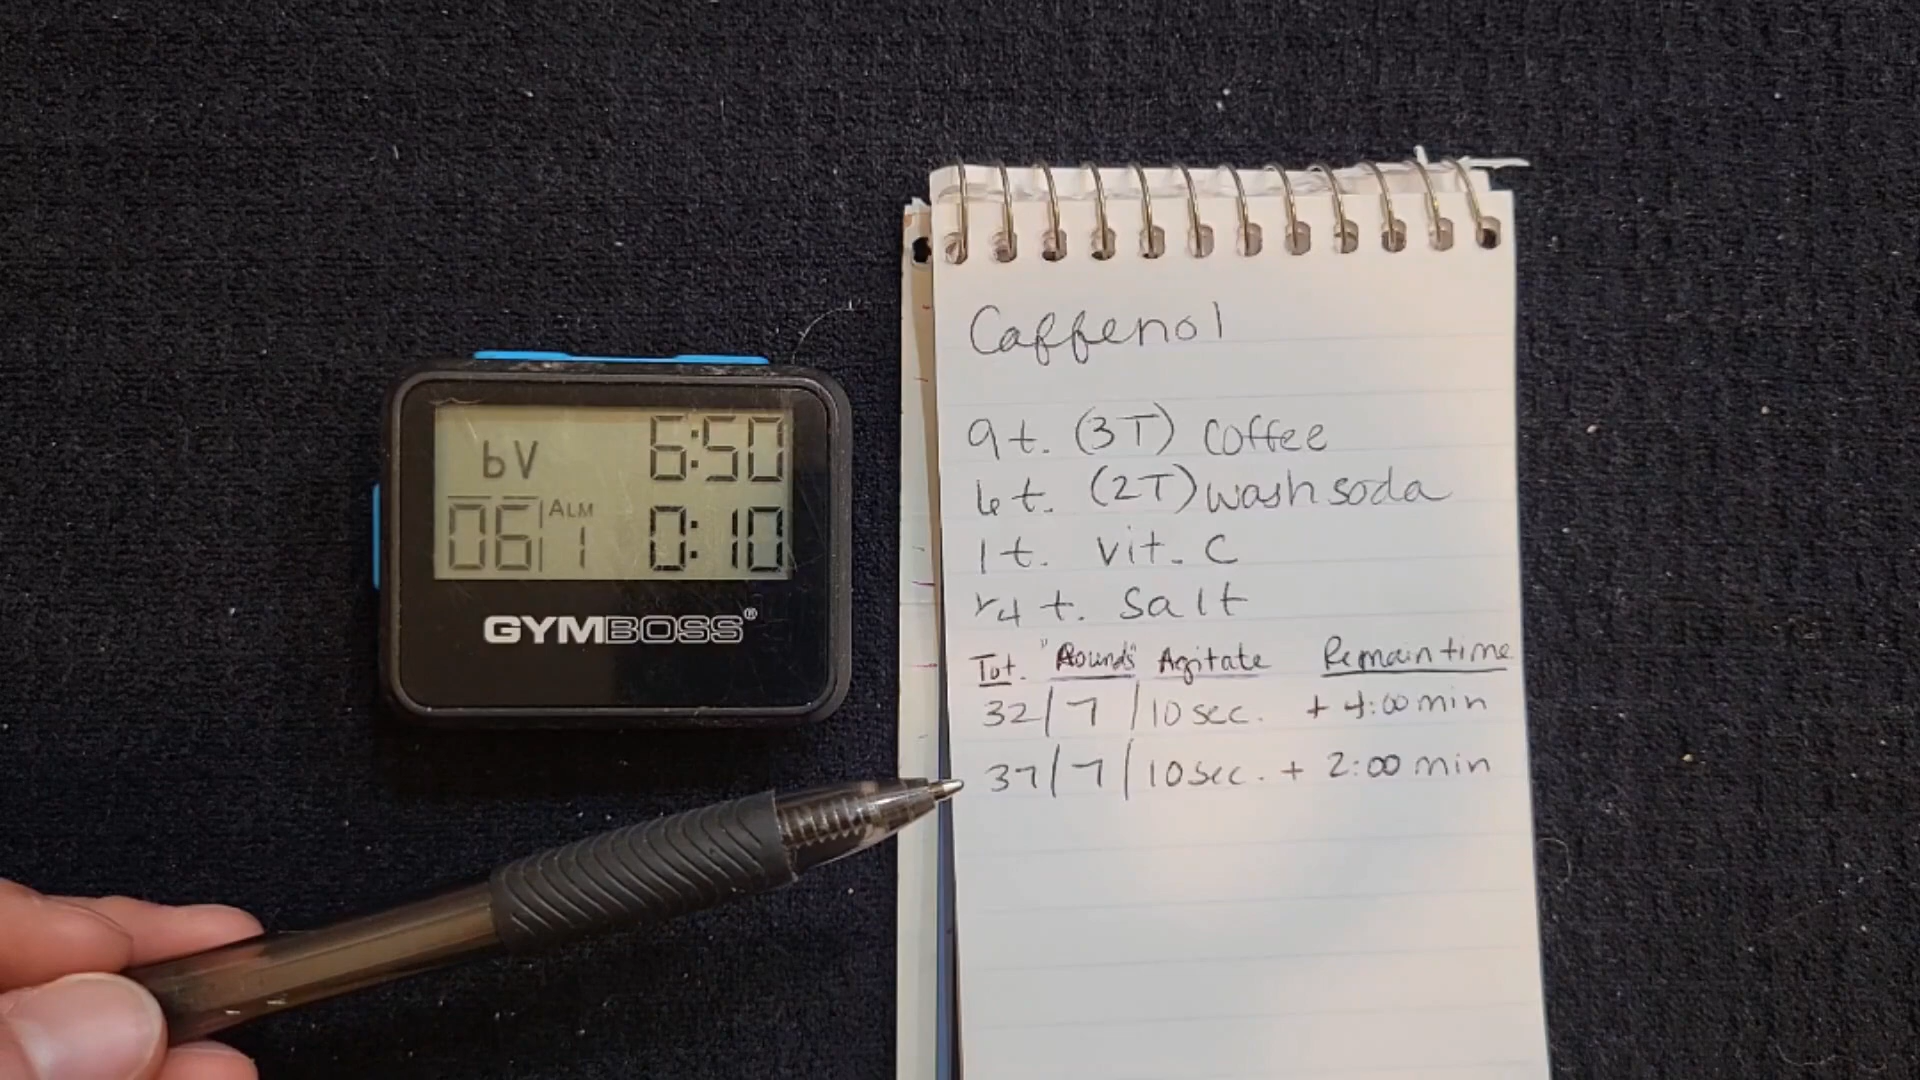 bV 6:50
06 ALM 1 0:10
GYMBOSS®
Caffenol
9t. (3T) coffee
6t. (2T) wash soda
1t. vit. C
1/4 t. salt
Tot. "Rounds" Agitate Remain time
32/7/10 sec. + 4:00 min
37/7/10 sec. + 2:00 min